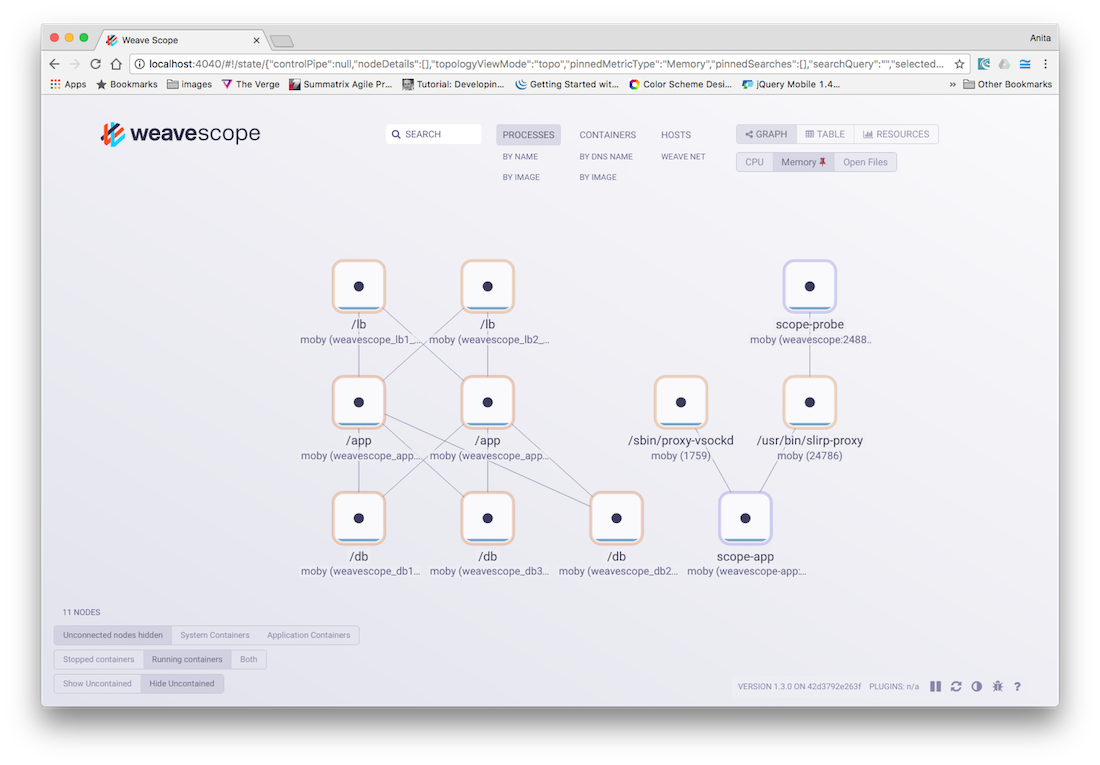 Weave Scope
Anita
localhost:4040/#!/state/{"controlPipe":null,"nodeDetails":[],"topologyViewMode":"topo","pinnedMetricType":"Memory","pinnedSearches":[],"searchQuery":"","selected...
Apps Bookmarks images The Verge Summatrix Agile Pr... Tutorial: Developin... Getting Started wit... Color Scheme Desi... jQuery Mobile 1.4... » Other Bookmarks
weavescope
SEARCH
PROCESSES CONTAINERS HOSTS
BY NAME BY DNS NAME WEAVE NET
BY IMAGE BY IMAGE
GRAPH TABLE RESOURCES
CPU Memory Open Files
/lb /lb scope-probe
moby (weavescope_lb1_... moby (weavescope_lb2_... moby (weavescope:2488..
/app /app /sbin/proxy-vsockd /usr/bin/slirp-proxy
moby (weavescope_app... moby (weavescope_app... moby (1759) moby (24786)
/db /db /db scope-app
moby (weavescope_db1... moby (weavescope_db3... moby (weavescope_db2... moby (weavescope-app:...
11 NODES
Unconnected nodes hidden System Containers Application Containers
Stopped containers Running containers Both
Show Uncontained Hide Uncontained
VERSION 1.3.0 ON 42d3792e263f PLUGINS: n/a ?